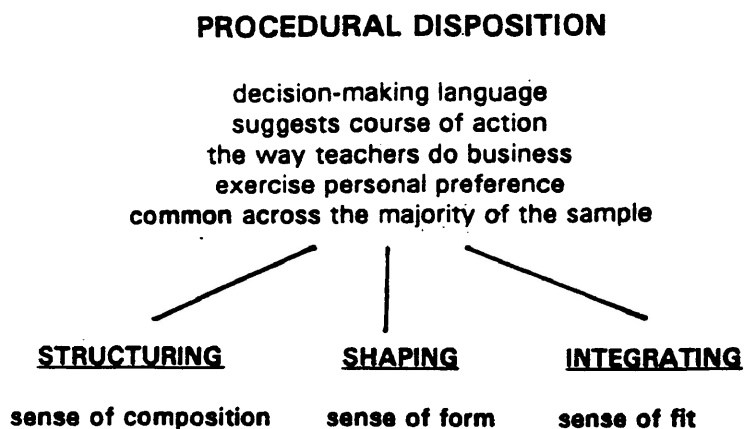 PROCEDURAL DISPOSITION
decision-making language
suggests course of action
the way teachers do business
exercise personal preference
common across the majority of the sample
STRUCTURING SHAPING INTEGRATING
sense of composition sense of form sense of fit